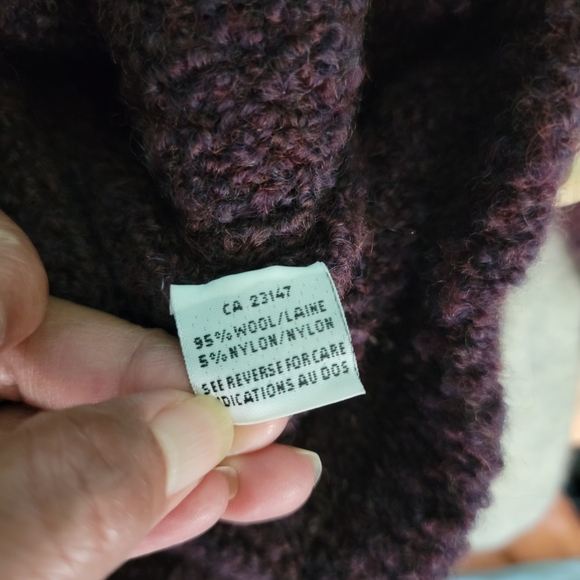 CA 23147
95% WOOL/LAINE
5% NYLON/NYLON
SEE REVERSE FOR CARE
INDICATIONS AU DOS